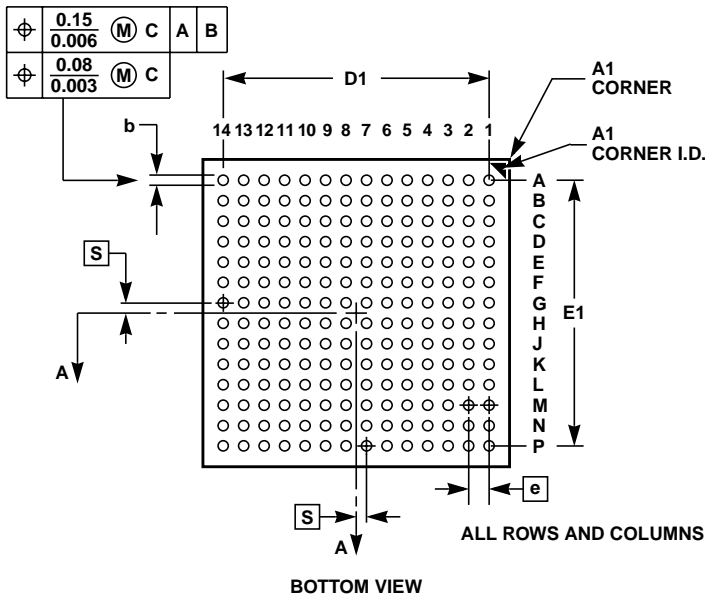 ⌖ 0.15 Ⓜ C A B
0.006
⌖ 0.08 Ⓜ C
0.003
D1
A1
CORNER
b
14 13 12 11 10 9 8 7 6 5 4 3 2 1
A1
CORNER I.D.
A
B
C
D
E
F
G
H
J
K
L
M
N
P
S
E1
A
e
S
ALL ROWS AND COLUMNS
A
BOTTOM VIEW